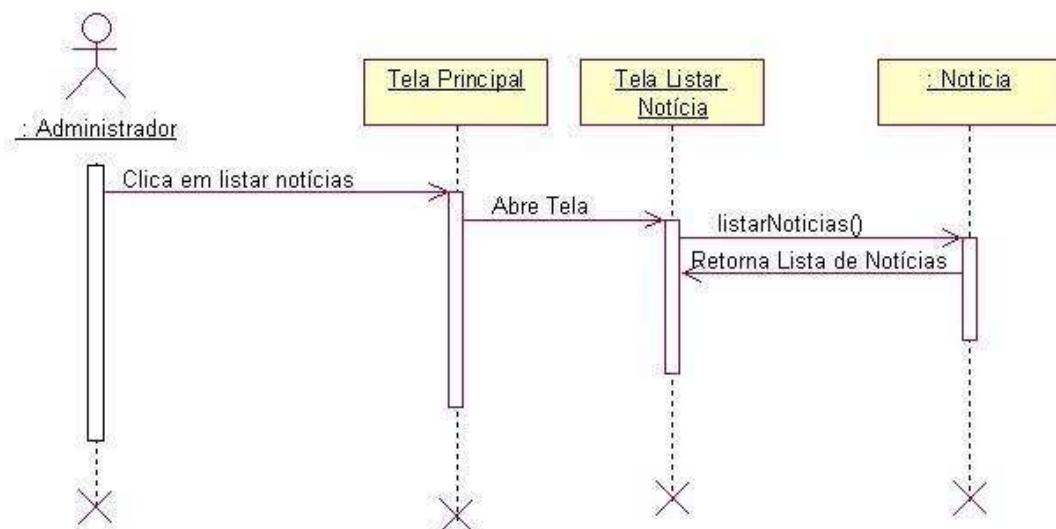 Tela Principal
Tela Listar
Notícia
: Noticia
: Administrador
Clica em listar notícias
Abre Tela
listarNoticias()
Retorna Lista de Notícias